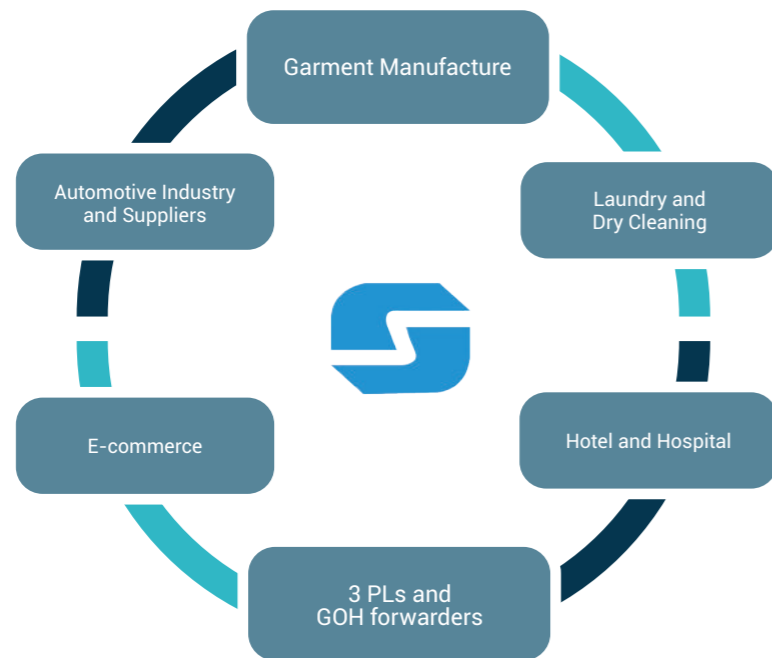 Garment Manufacture
Automotive Industry
and Suppliers
Laundry and
Dry Cleaning
E-commerce
Hotel and Hospital
3 PLs and
GOH forwarders